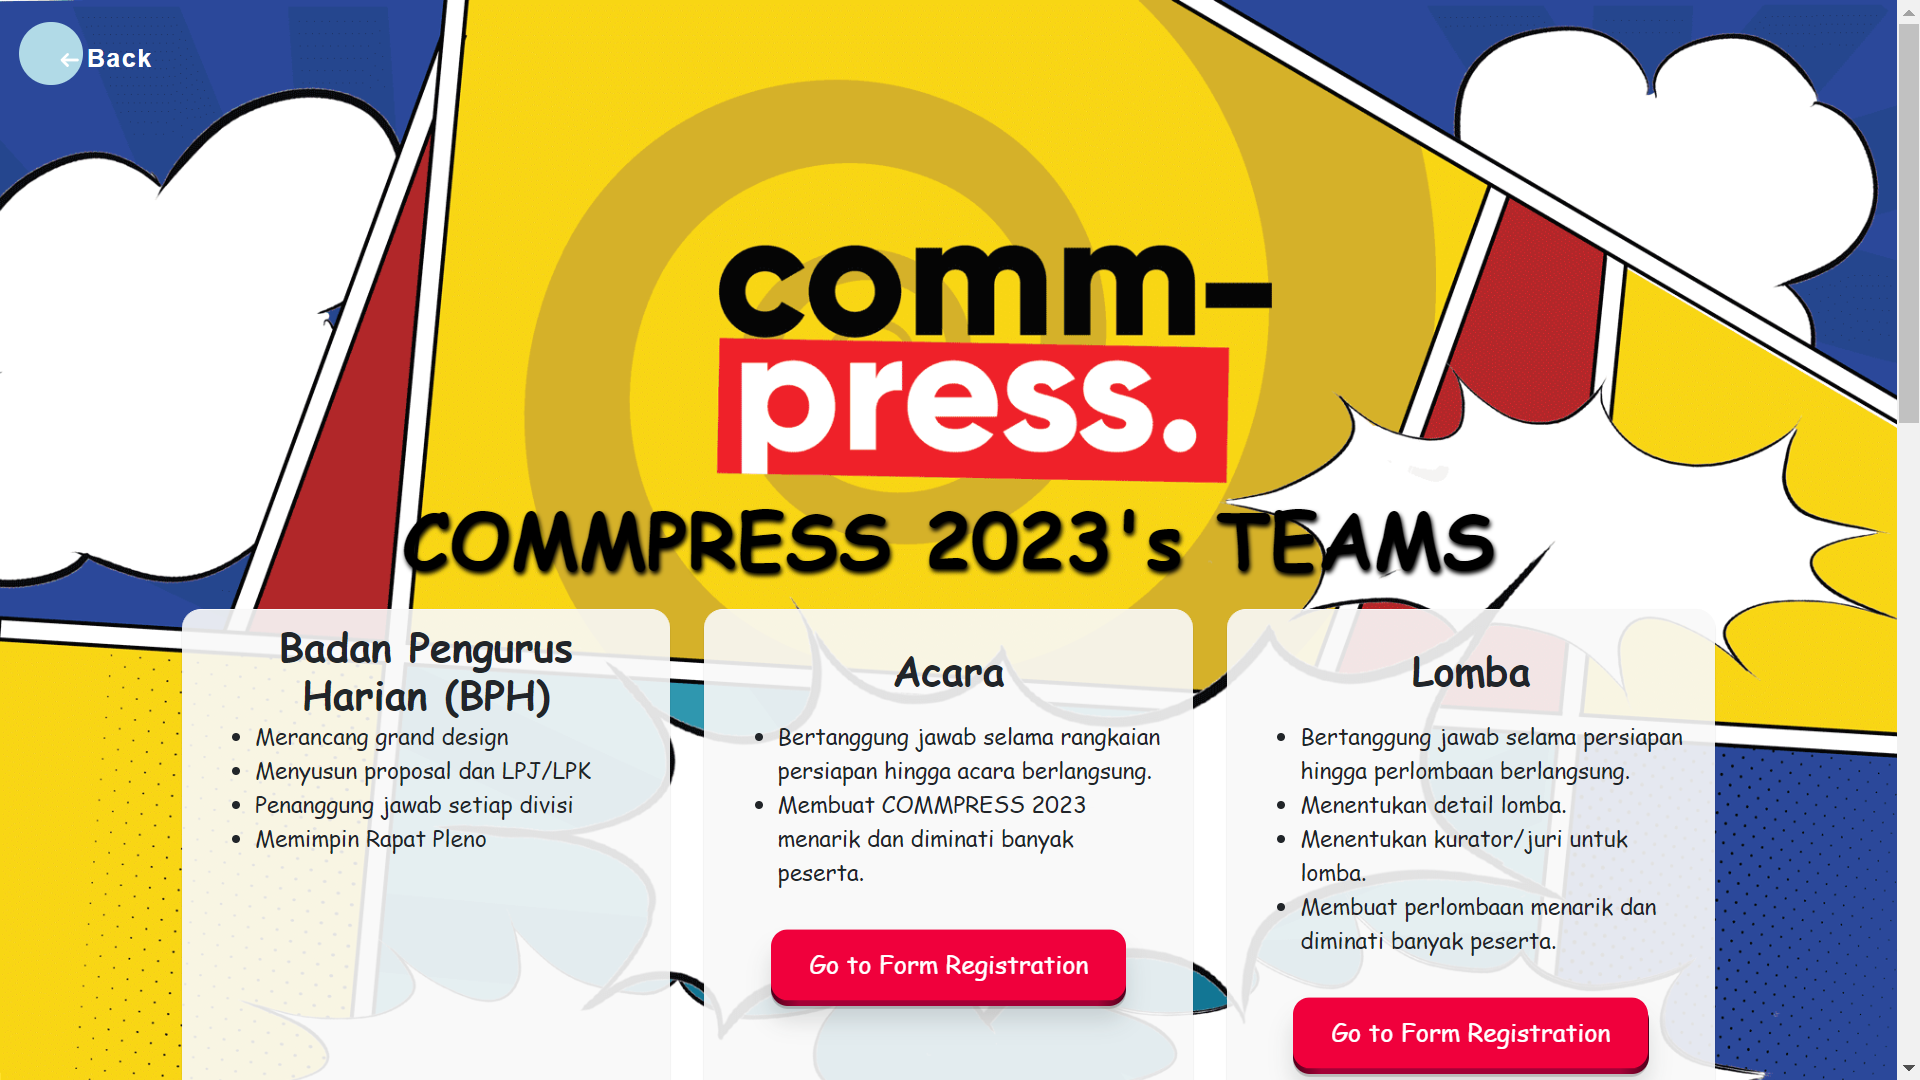 ← Back
comm-
press.
COMMPRESS 2023's TEAMS
Badan Pengurus
Harian (BPH)
• Merancang grand design
• Menyusun proposal dan LPJ/LPK
• Penanggung jawab setiap divisi
• Memimpin Rapat Pleno
Acara
• Bertanggung jawab selama rangkaian
persiapan hingga acara berlangsung.
• Membuat COMMPRESS 2023
menarik dan diminati banyak
peserta.
Go to Form Registration
Lomba
• Bertanggung jawab selama persiapan
hingga perlombaan berlangsung.
• Menentukan detail lomba.
• Menentukan kurator/juri untuk
lomba.
• Membuat perlombaan menarik dan
diminati banyak peserta.
Go to Form Registration